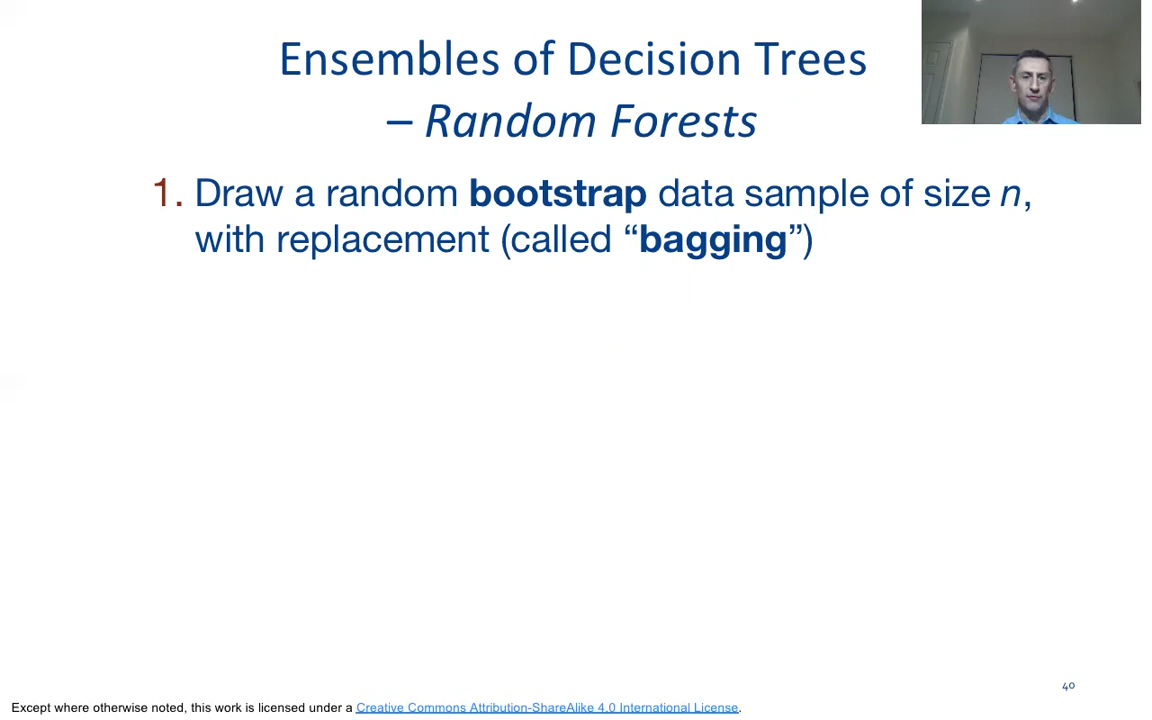 Ensembles of Decision Trees
– Random Forests
1. Draw a random bootstrap data sample of size n,
with replacement (called “bagging”)
40
Except where otherwise noted, this work is licensed under a Creative Commons Attribution-ShareAlike 4.0 International License.